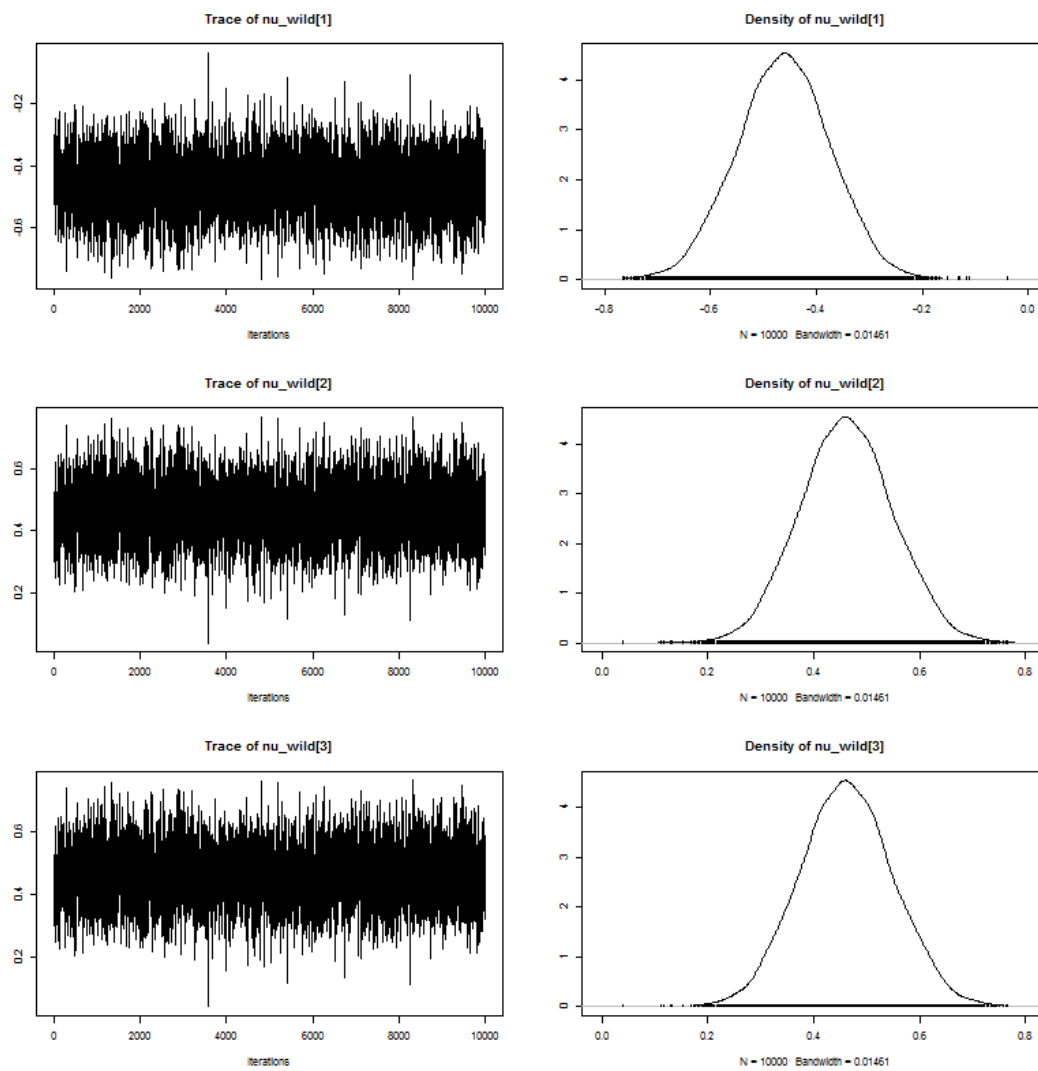 Trace of nu_wild[1]
-0.2
-0.4
-0.6
0 2000 4000 6000 8000 10000
Iterations
Density of nu_wild[1]
4
3
2
1
0
-0.8 -0.6 -0.4 -0.2 0.0
N = 10000 Bandwidth = 0.01461
Trace of nu_wild[2]
0.6
0.4
0.2
0 2000 4000 6000 8000 10000
Iterations
Density of nu_wild[2]
4
3
2
1
0
0.0 0.2 0.4 0.6 0.8
N = 10000 Bandwidth = 0.01461
Trace of nu_wild[3]
0.6
0.4
0.2
0 2000 4000 6000 8000 10000
Iterations
Density of nu_wild[3]
4
3
2
1
0
0.0 0.2 0.4 0.6 0.8
N = 10000 Bandwidth = 0.01461